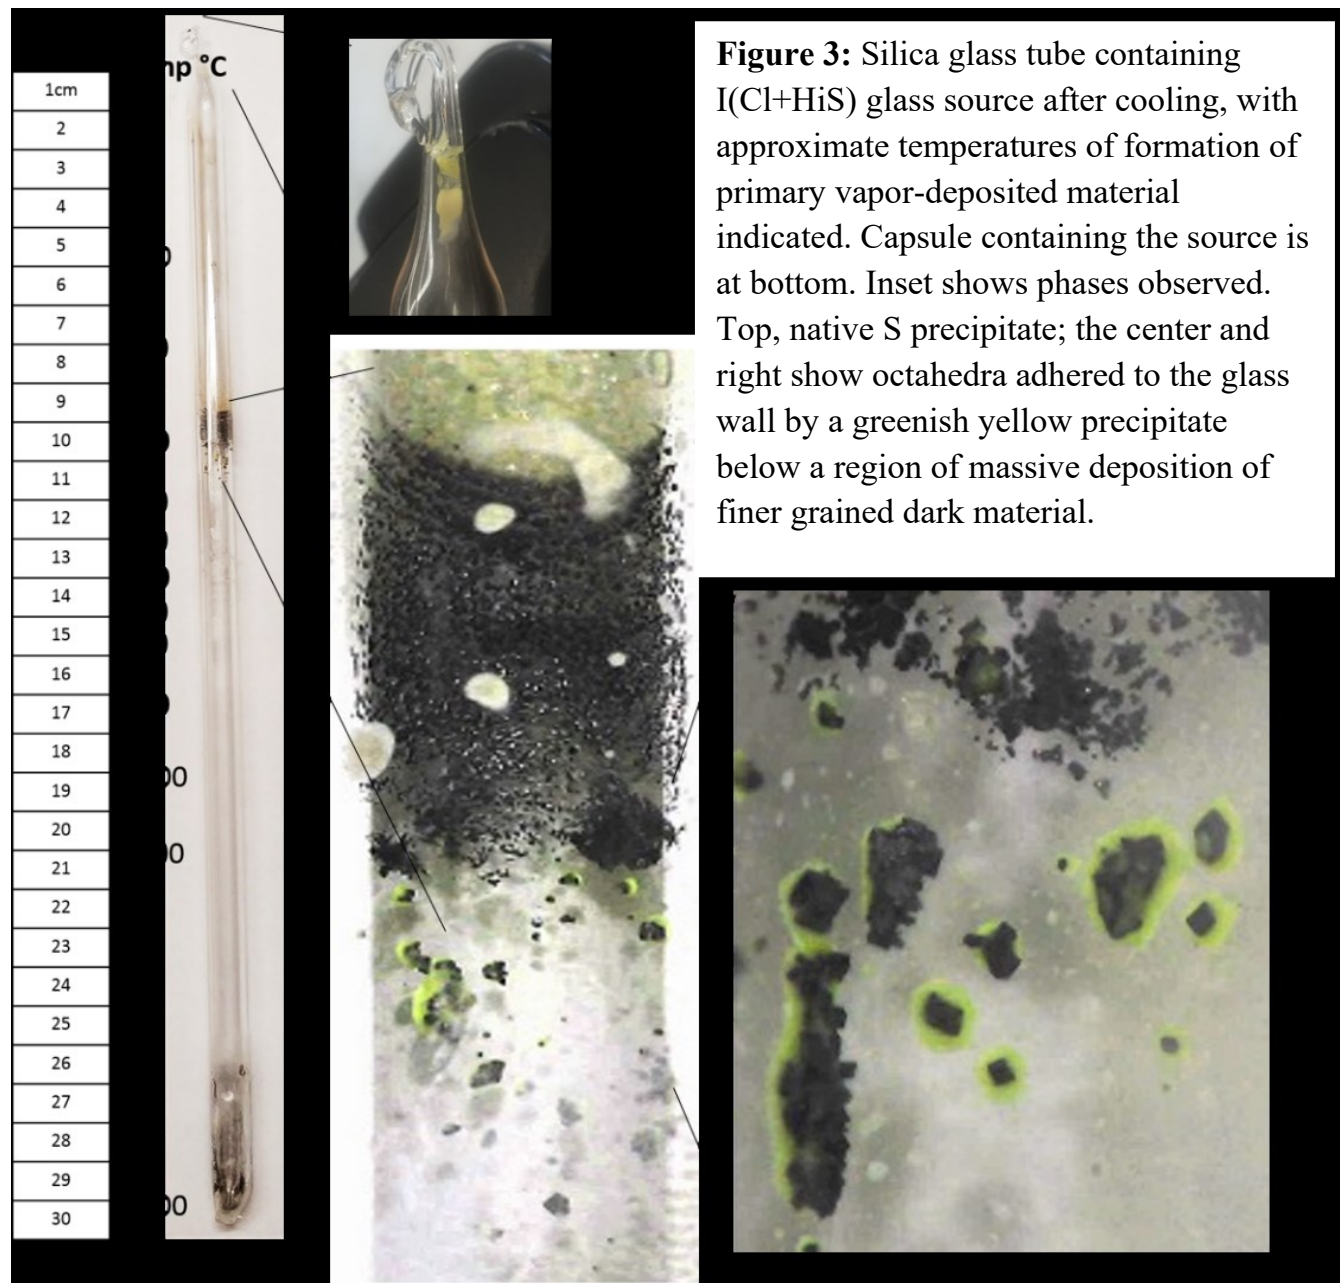 Figure 3: Silica glass tube containing
I(Cl+HiS) glass source after cooling, with
approximate temperatures of formation of
primary vapor-deposited material
indicated. Capsule containing the source is
at bottom. Inset shows phases observed.
Top, native S precipitate; the center and
right show octahedra adhered to the glass
wall by a greenish yellow precipitate
below a region of massive deposition of
finer grained dark material.
°C
1cm
2
3
4
5
6
7
8
9
10
11
12
13
14
15
16
17
18
19
20
21
22
23
24
25
26
27
28
29
30